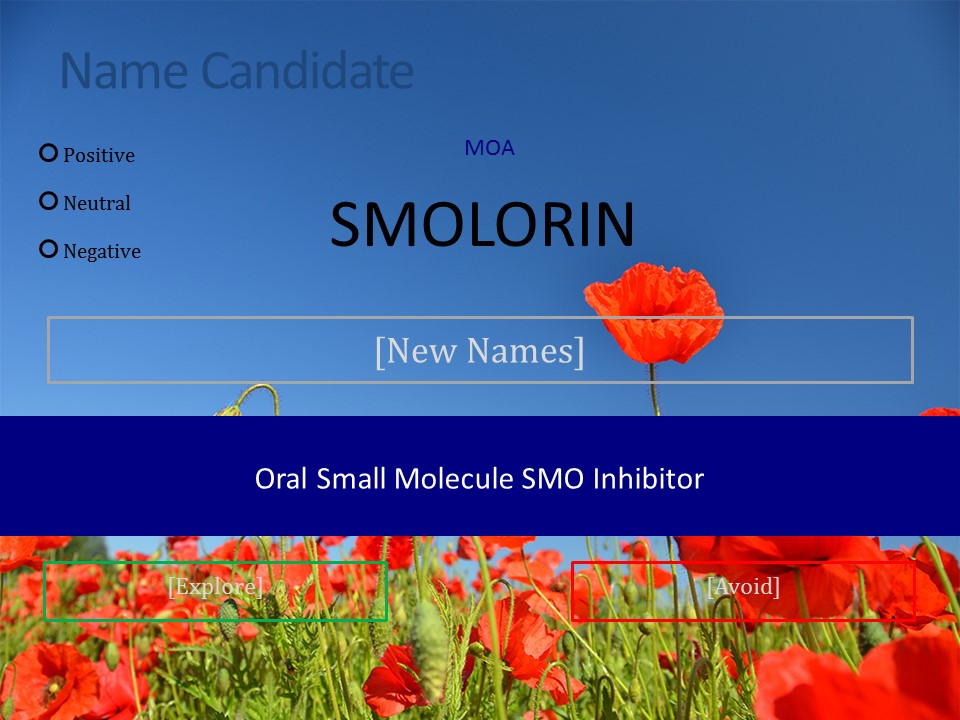 Name Candidate
MOA
Positive
Neutral
SMOLORIN
Negative
[New Names]
Oral Small Molecule SMO Inhibitor
[Explore]
[Avoid]